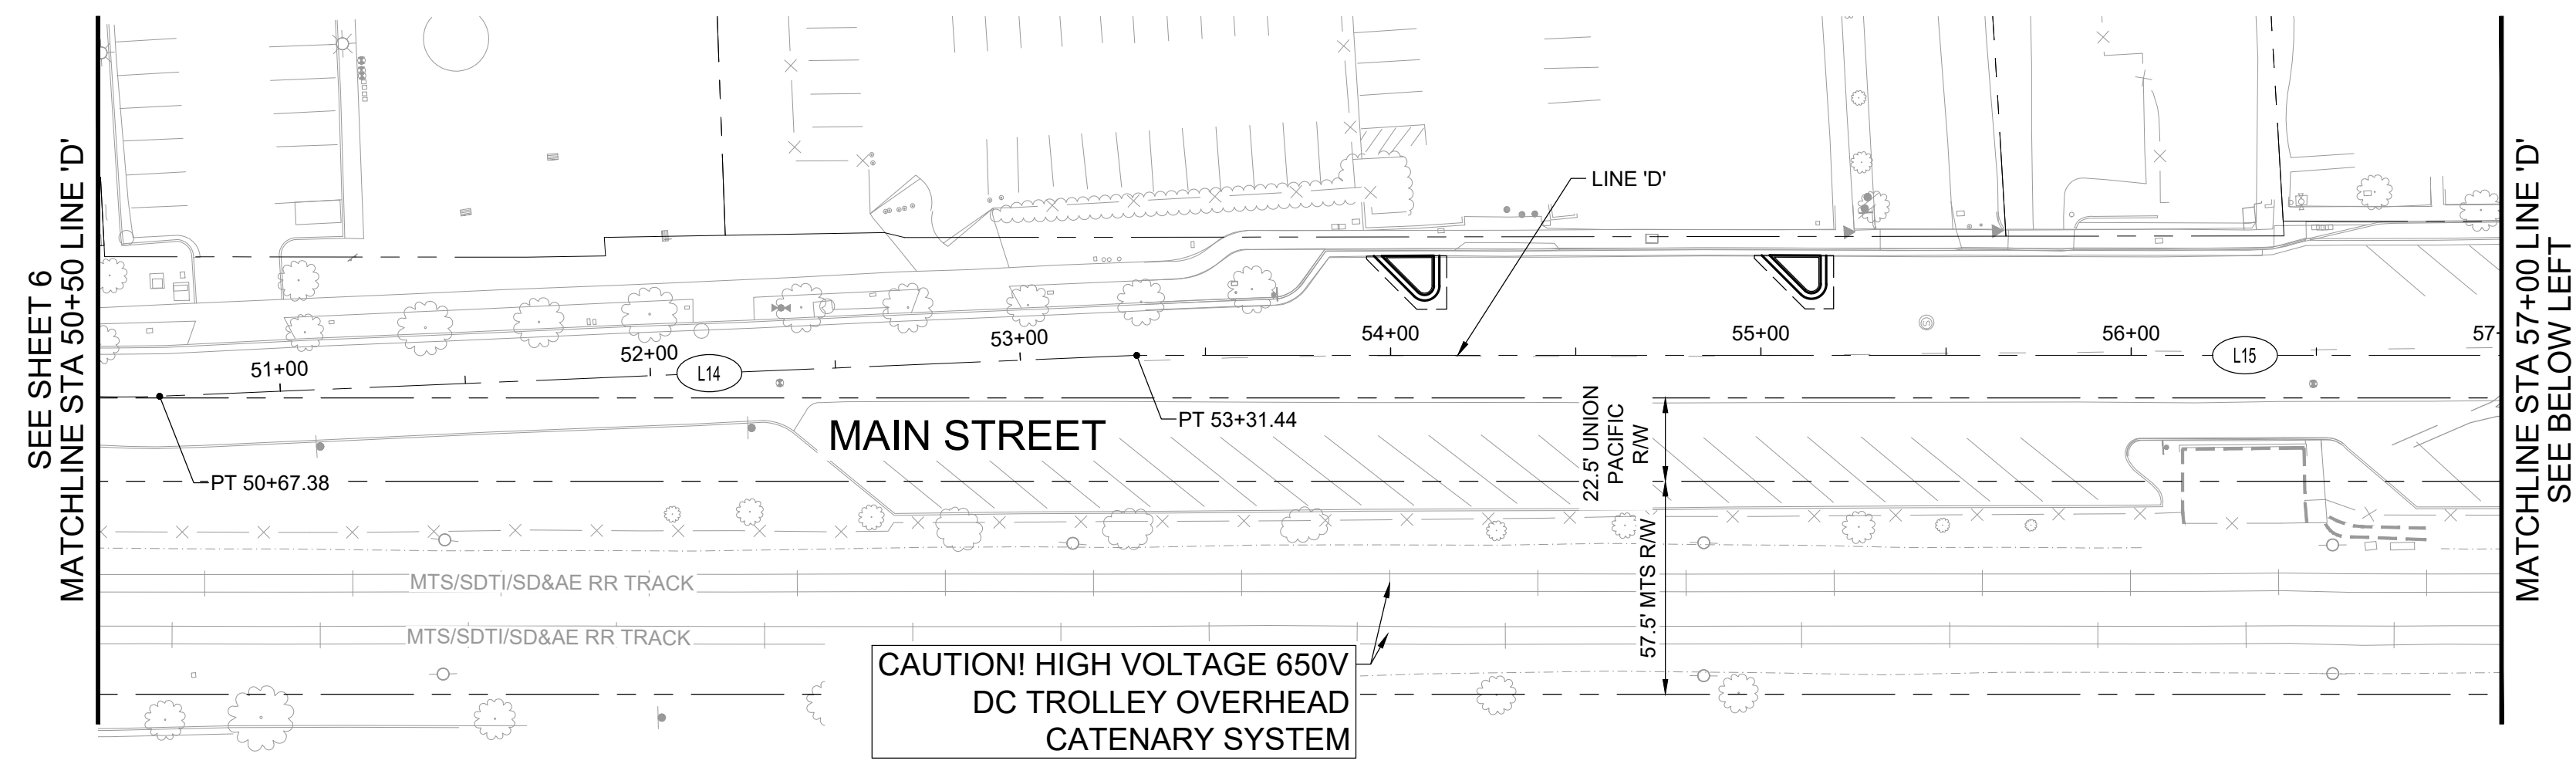 SEE SHEET 6
MATCHLINE STA 50+50 LINE 'D'
LINE 'D'
51+00
52+00
53+00
54+00
55+00
56+00
57+
L14
L15
PT 50+67.38
PT 53+31.44
MAIN STREET
22.5' UNION
PACIFIC
R/W
57.5' MTS R/W
S
MTS/SDTI/SD&AE RR TRACK
MTS/SDTI/SD&AE RR TRACK
CAUTION! HIGH VOLTAGE 650V
DC TROLLEY OVERHEAD
CATENARY SYSTEM
MATCHLINE STA 57+00 LINE 'D'
SEE BELOW LEFT